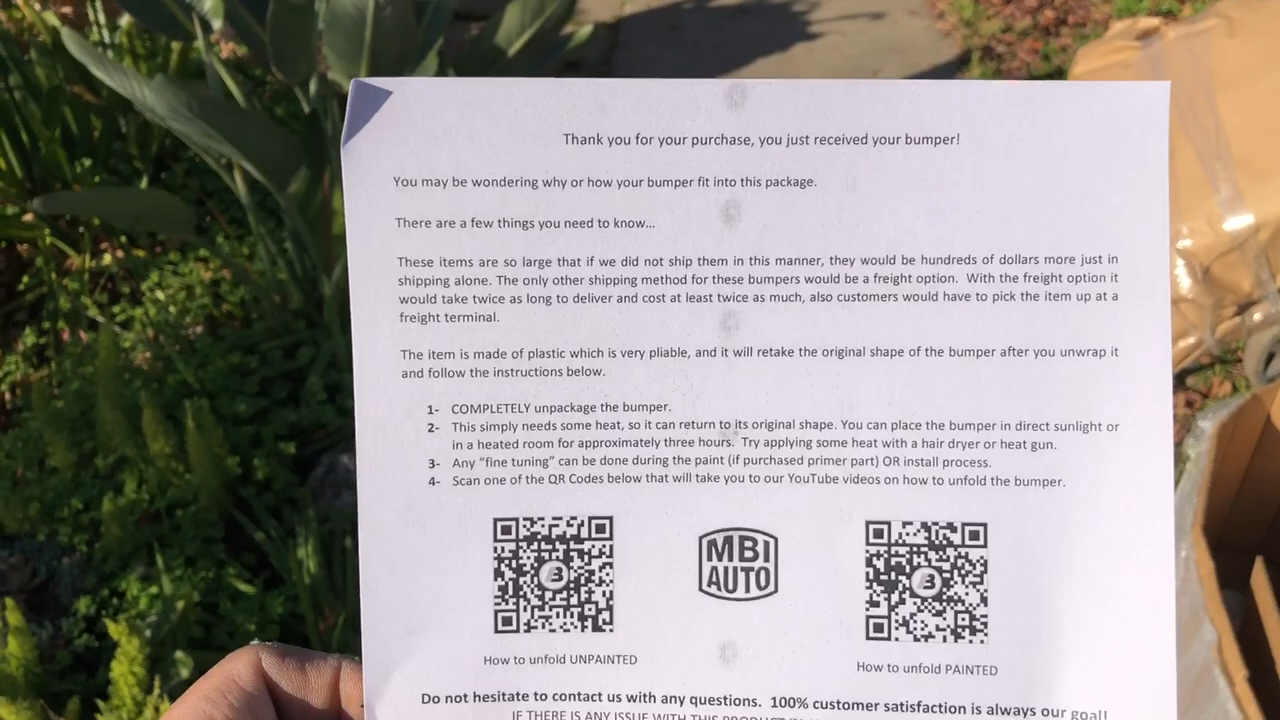 Thank you for your purchase, you just received your bumper!
You may be wondering why or how your bumper fit into this package.
There are a few things you need to know...
These items are so large that if we did not ship them in this manner, they would be hundreds of dollars more just in
shipping alone. The only other shipping method for these bumpers would be a freight option. With the freight option it
would take twice as long to deliver and cost at least twice as much, also customers would have to pick the item up at a
freight terminal.
The item is made of plastic which is very pliable, and it will retake the original shape of the bumper after you unwrap it
and follow the instructions below.
1- COMPLETELY unpackage the bumper.
2- This simply needs some heat, so it can return to its original shape. You can place the bumper in direct sunlight or
in a heated room for approximately three hours. Try applying some heat with a hair dryer or heat gun.
3- Any “fine tuning” can be done during the paint (if purchased primer part) OR install process.
4- Scan one of the QR Codes below that will take you to our YouTube videos on how to unfold the bumper.
MBI
AUTO
How to unfold UNPAINTED
How to unfold PAINTED
Do not hesitate to contact us with any questions. 100% customer satisfaction is always our goal!
IF THERE IS ANY ISSUE WITH THIS